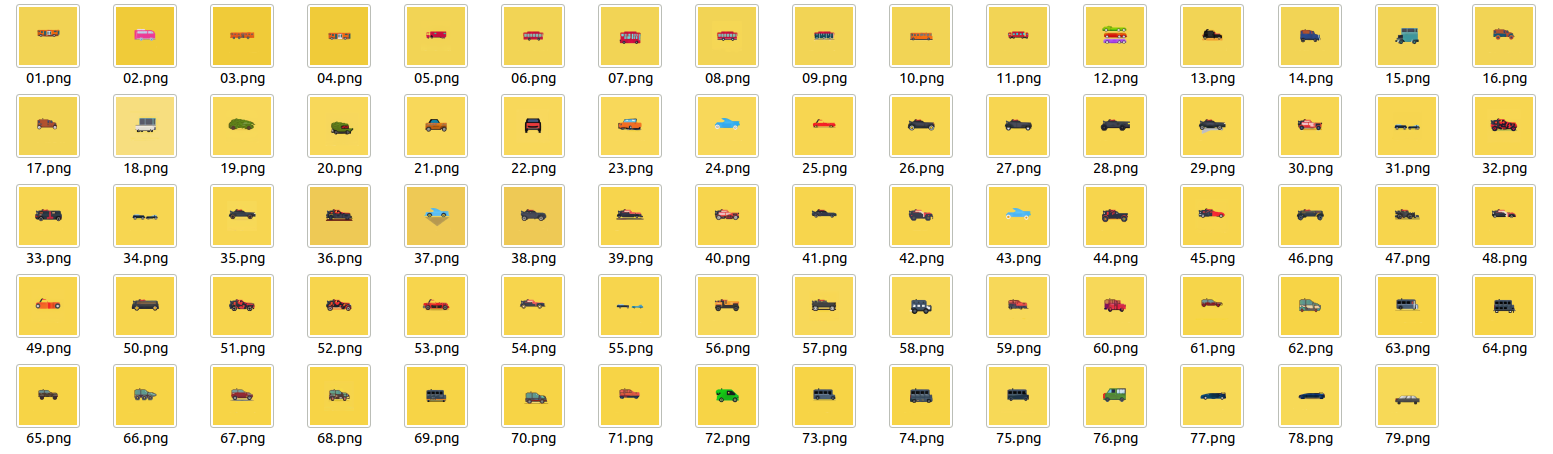 01.png 02.png 03.png 04.png 05.png 06.png 07.png 08.png 09.png 10.png 11.png 12.png 13.png 14.png 15.png 16.png
17.png 18.png 19.png 20.png 21.png 22.png 23.png 24.png 25.png 26.png 27.png 28.png 29.png 30.png 31.png 32.png
33.png 34.png 35.png 36.png 37.png 38.png 39.png 40.png 41.png 42.png 43.png 44.png 45.png 46.png 47.png 48.png
49.png 50.png 51.png 52.png 53.png 54.png 55.png 56.png 57.png 58.png 59.png 60.png 61.png 62.png 63.png 64.png
65.png 66.png 67.png 68.png 69.png 70.png 71.png 72.png 73.png 74.png 75.png 76.png 77.png 78.png 79.png